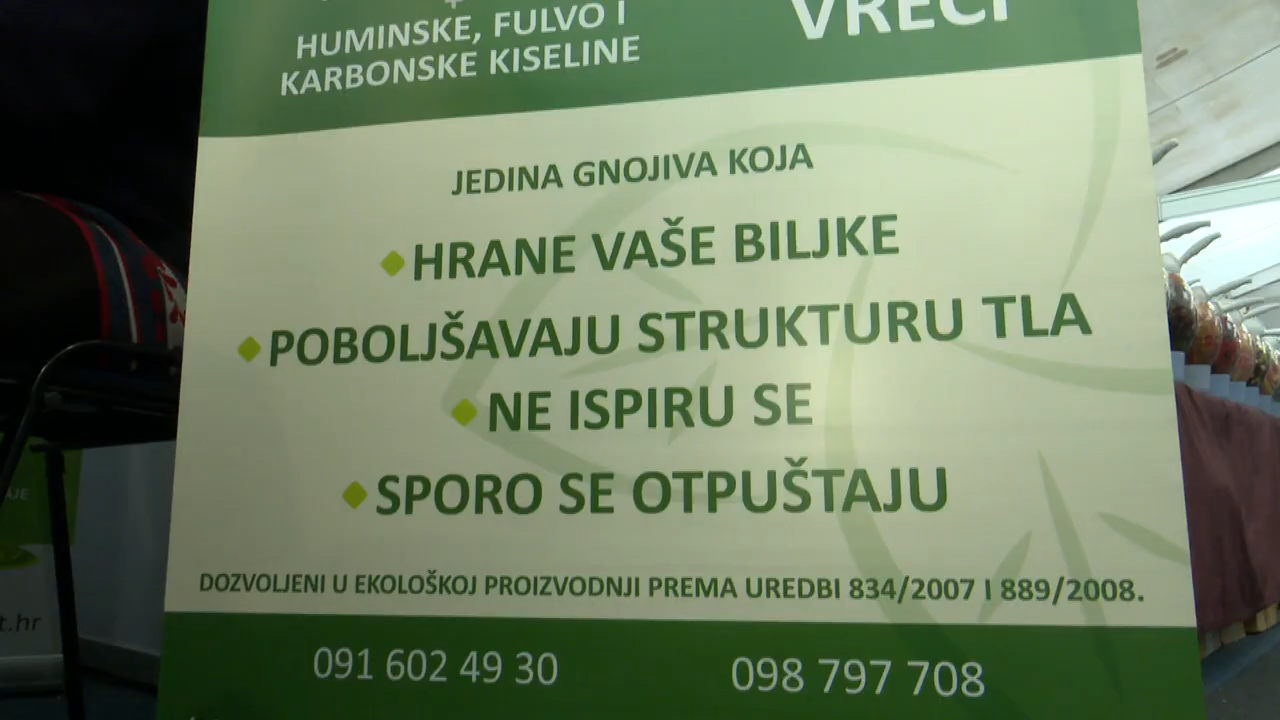 HUMINSKE, FULVO I
KARBONSKE KISELINE
VREĆI
JEDINA GNOJIVA KOJA
HRANE VAŠE BILJKE
POBOLJŠAVAJU STRUKTURU TLA
NE ISPIRU SE
SPORO SE OTPUŠTAJU
DOZVOLJENI U EKOLOŠKOJ PROIZVODNJI PREMA UREDBI 834/2007 I 889/2008.
091 602 49 30
098 797 708
t.hr